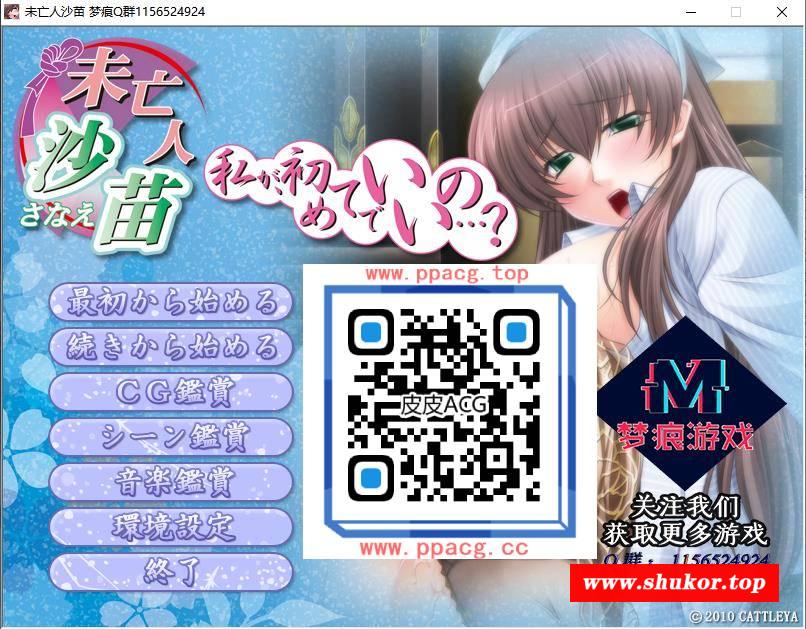 未亡人沙苗 梦痕Q群1156524924
未亡人
沙苗
さなえ
私が初めてでいいの…?
www.ppacg.top
皮皮ACG
www.ppacg.cc
最初から始める
続きから始める
CG鑑賞
シーン鑑賞
音楽鑑賞
環境設定
終了
M
梦痕游戏
关注我们
获取更多游戏
Q群: 1156524924
www.shukor.top
© 2010 CATTLEYA